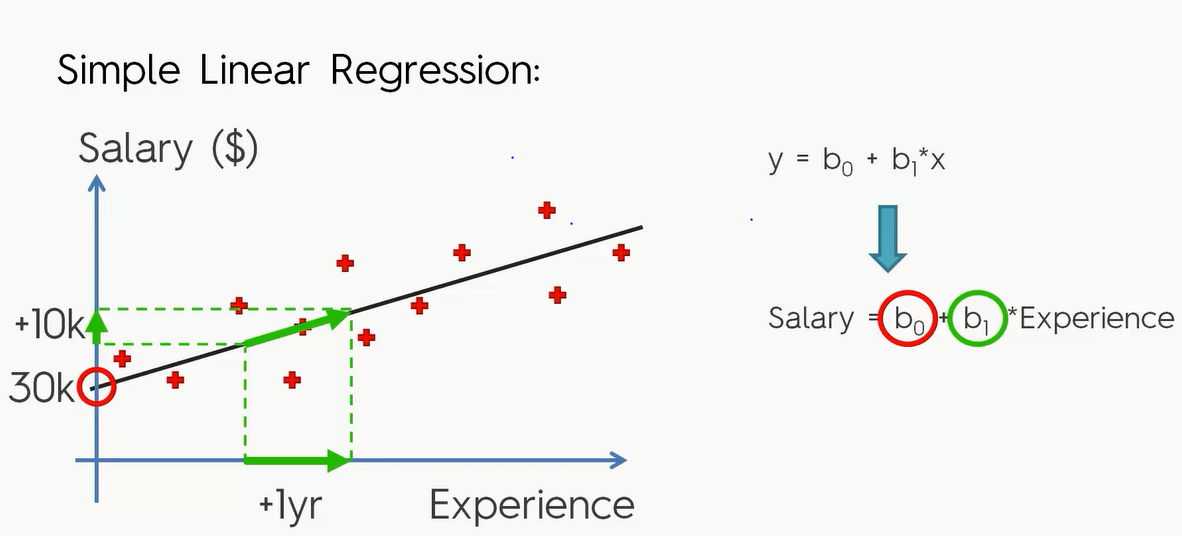 Simple Linear Regression:
Salary ($)
+10k
30k
+1yr
Experience
y = b₀ + b₁*x
Salary = b₀ + b₁ *Experience